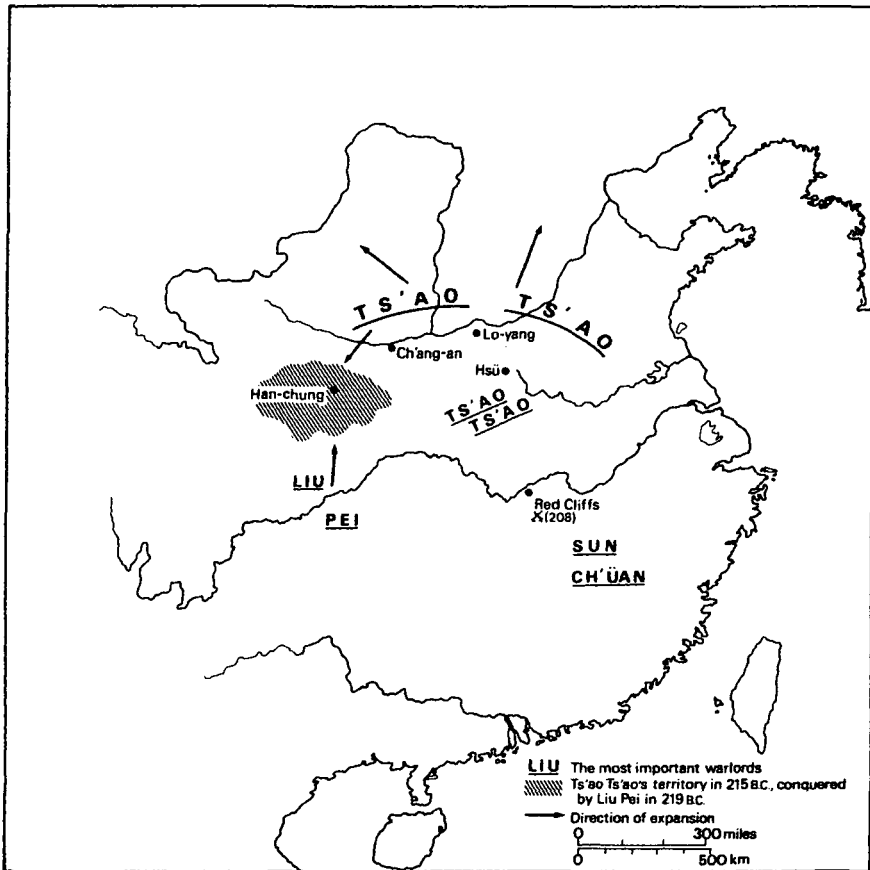 TS'AO
TS'AO
Lo-yang
Ch'ang-an
Hsü
Han-chung
TS'AO
TS'AO
LIU
PEI
Red Cliffs
(208)
SUN
CH'ÜAN
LIU The most important warlords
Ts'ao Ts'ao's territory in 215 B.C., conquered
by Liu Pei in 219 B.C.
Direction of expansion
0 300 miles
0 500 km